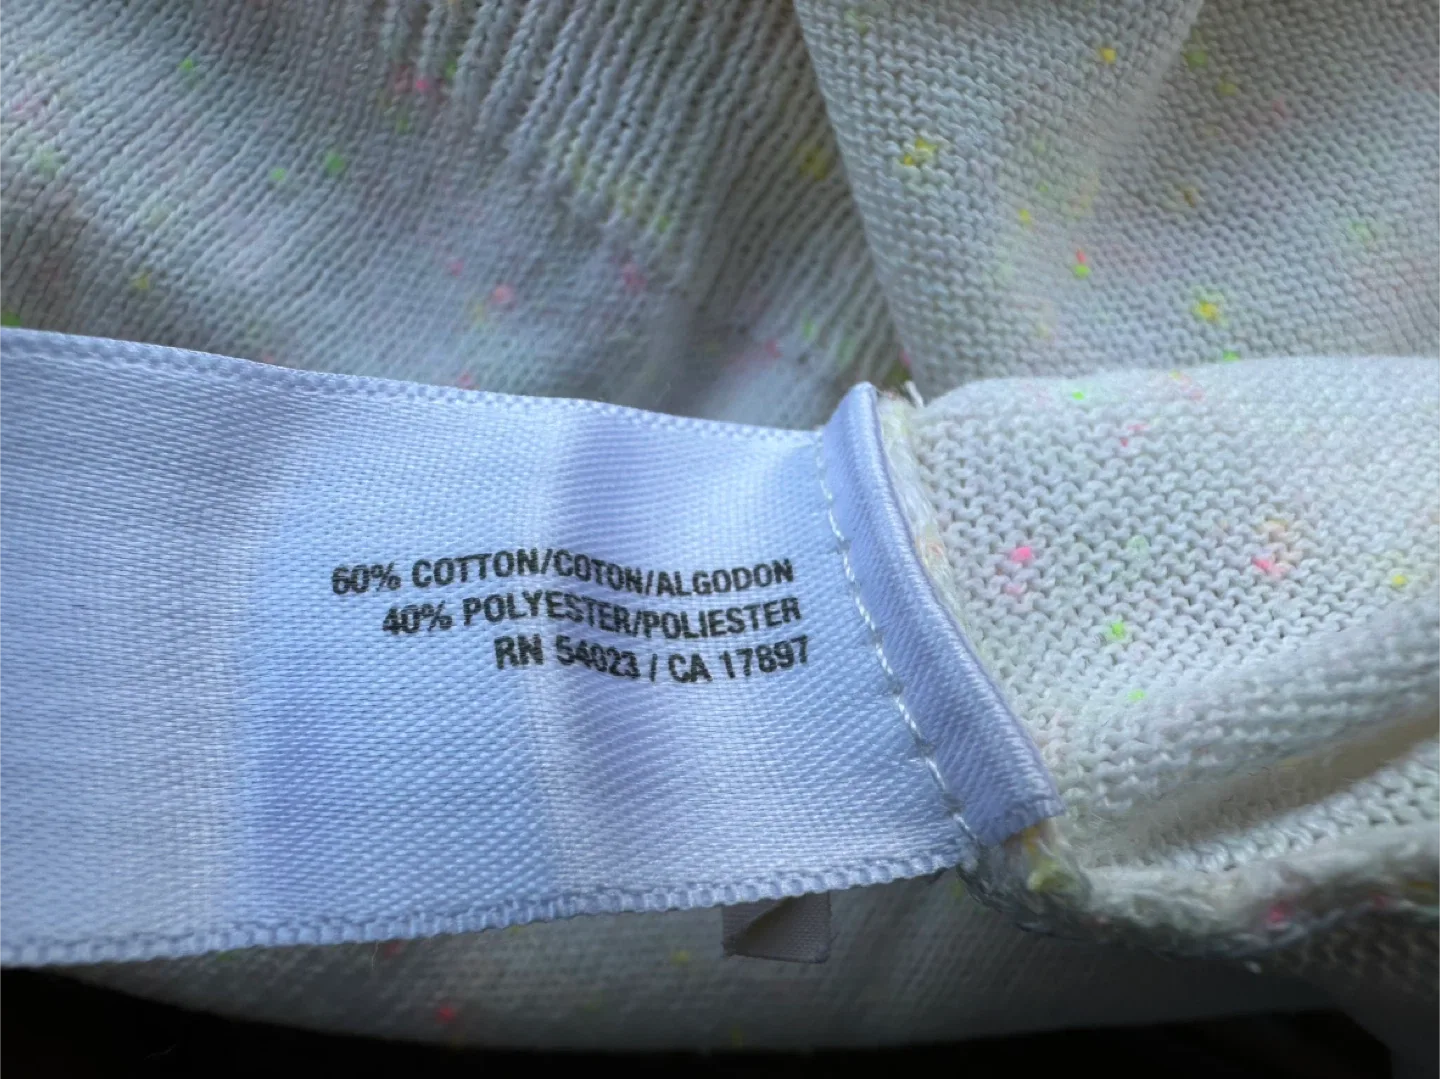 60% COTTON/COTON/ALGODON
40% POLYESTER/POLIESTER
RN 54023 / CA 17897